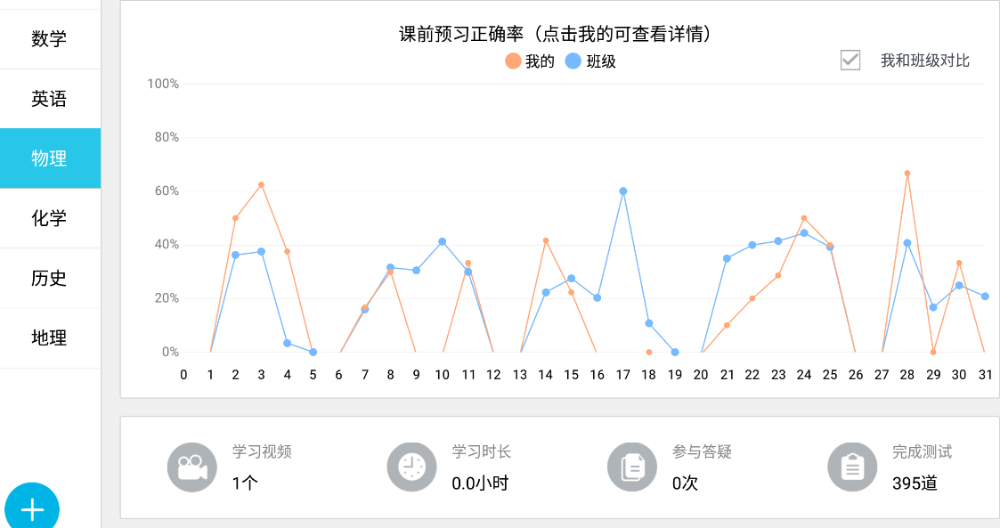 数学
英语
物理
化学
历史
地理
课前预习正确率（点击我的可查看详情）
我的 班级
我和班级对比
100%
80%
60%
40%
20%
0%
0 1 2 3 4 5 6 7 8 9 10 11 12 13 14 15 16 17 18 19 20 21 22 23 24 25 26 27 28 29 30 31
学习视频
1个
学习时长
0.0小时
参与答疑
0次
完成测试
395道